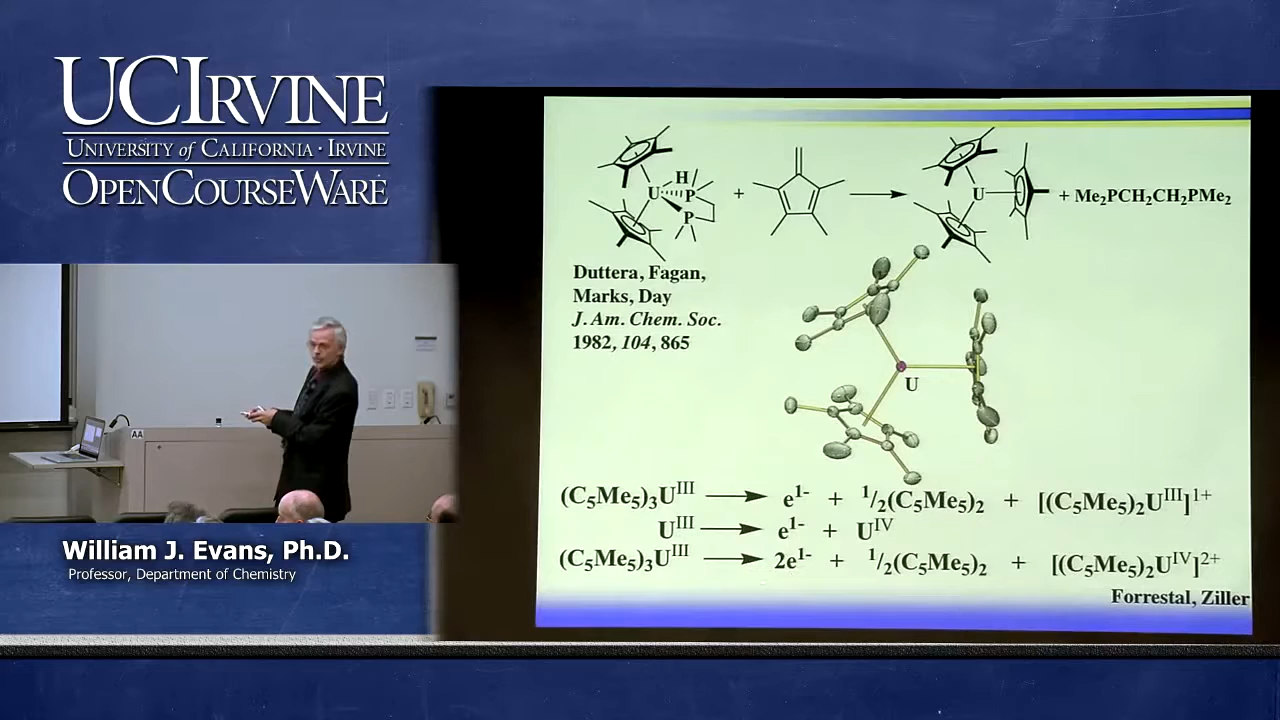 UCIRVINE
UNIVERSITY of CALIFORNIA · IRVINE
OPENCOURSEWARE
AA
William J. Evans, Ph.D.
Professor, Department of Chemistry
U H P P + → U + Me₂PCH₂CH₂PMe₂
Duttera, Fagan,
Marks, Day
J. Am. Chem. Soc.
1982, 104, 865
U
(C₅Me₅)₃Uᴵᴵᴵ → e¹⁻ + ¹/₂(C₅Me₅)₂ + [(C₅Me₅)₂Uᴵᴵᴵ]¹⁺
Uᴵᴵᴵ → e¹⁻ + Uᴵⱽ
(C₅Me₅)₃Uᴵᴵᴵ → 2e¹⁻ + ¹/₂(C₅Me₅)₂ + [(C₅Me₅)₂Uᴵⱽ]²⁺
Forrestal, Ziller